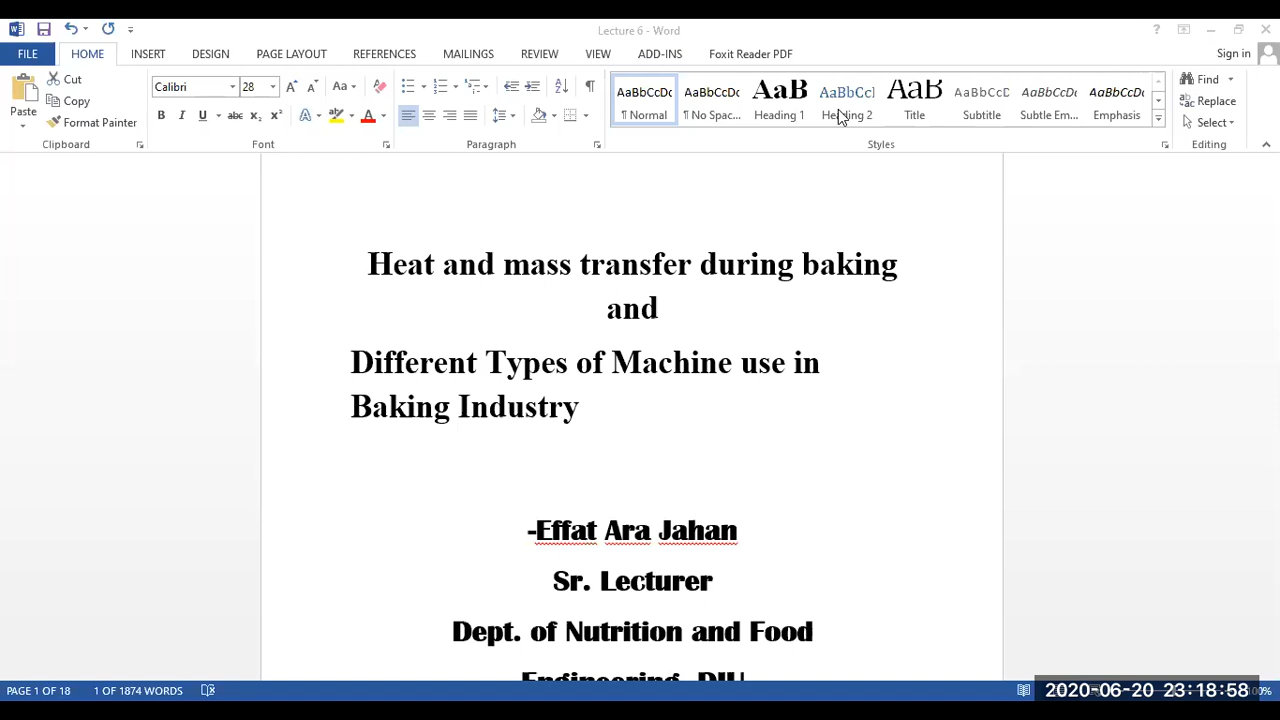 Lecture 6 - Word
FILE HOME INSERT DESIGN PAGE LAYOUT REFERENCES MAILINGS REVIEW VIEW ADD-INS Foxit Reader PDF Sign in
Cut
Copy
Format Painter
Paste
Clipboard
Calibri 28
Font
Paragraph
AaBbCcDc AaBbCcDc AaB AaBbCcI AaB AaBbCcD AaBbCcDc AaBbCcDc
¶ Normal ¶ No Spac... Heading 1 Heading 2 Title Subtitle Subtle Em... Emphasis
Styles
Find
Replace
Select
Editing
Heat and mass transfer during baking
and
Different Types of Machine use in
Baking Industry
-Effat Ara Jahan
Sr. Lecturer
Dept. of Nutrition and Food
Engineering, DIU
PAGE 1 OF 18 1 OF 1874 WORDS
2020-06-20 23:18:58